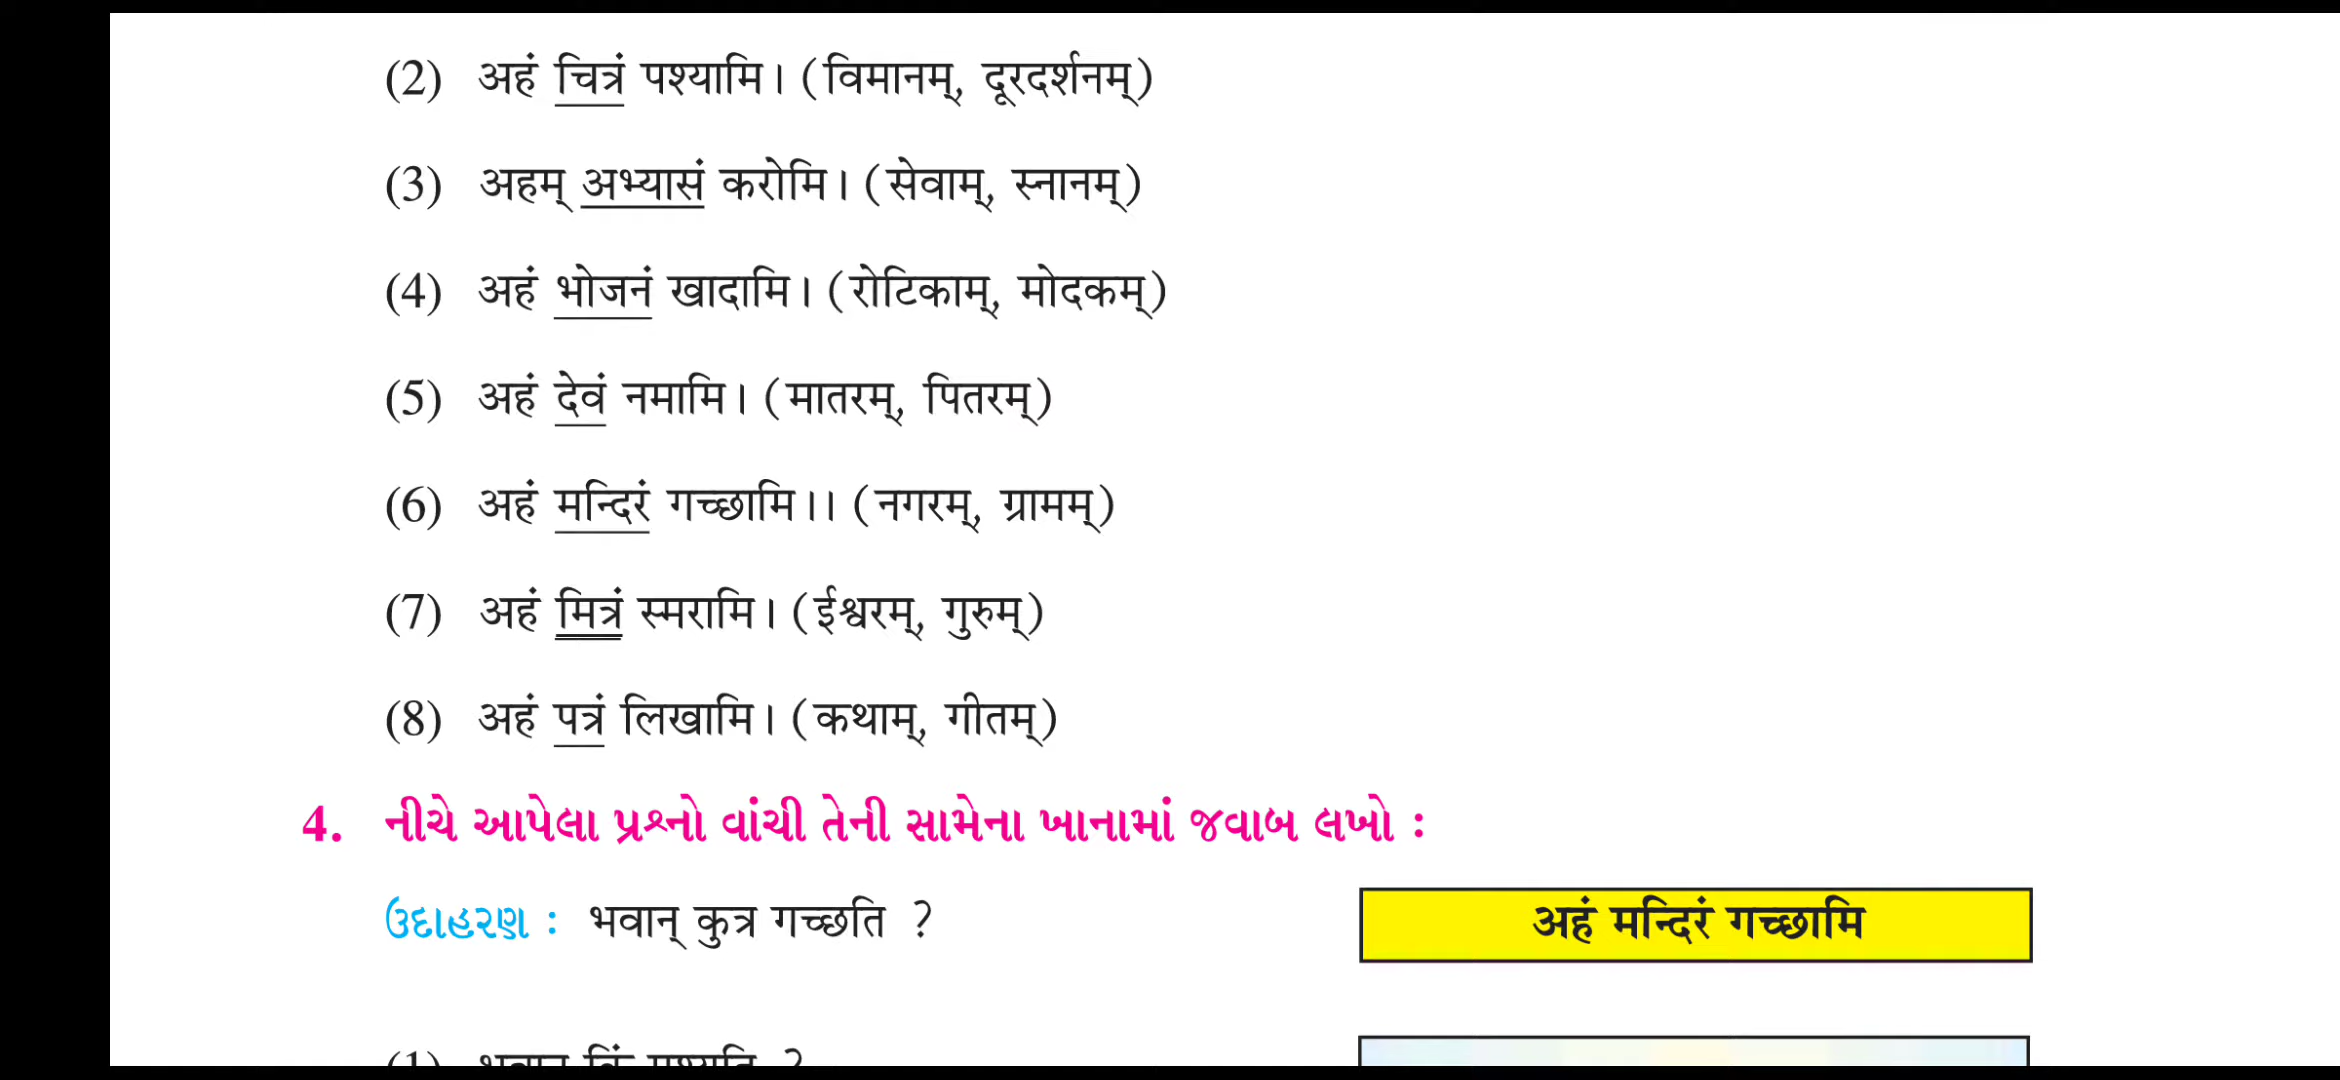 (2) अहं चित्रं पश्यामि। (विमानम्, दूरदर्शनम्)
(3) अहम् अभ्यासं करोमि। (सेवाम्, स्नानम्)
(4) अहं भोजनं खादामि। (रोटिकाम्, मोदकम्)
(5) अहं देवं नमामि। (मातरम्, पितरम्)
(6) अहं मन्दिरं गच्छामि।। (नगरम्, ग्रामम्)
(7) अहं मित्रं स्मरामि। (ईश्वरम्, गुरुम्)
(8) अहं पत्रं लिखामि। (कथाम्, गीतम्)
4. નીચે આપેલા પ્રશ્નો વાંચી તેની સામેના ખાનામાં જવાબ લખો :
ઉદાહરણ : भवान् कुत्र गच्छति ? अहं मन्दिरं गच्छामि
(1)